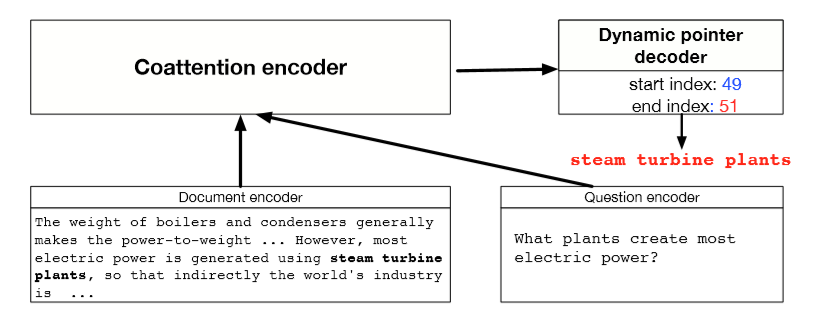 Coattention encoder
Dynamic pointer
decoder
start index: 49
end index: 51
steam turbine plants
Document encoder
The weight of boilers and condensers generally
makes the power-to-weight ... However, most
electric power is generated using steam turbine
plants, so that indirectly the world's industry
is ...
Question encoder
What plants create most
electric power?